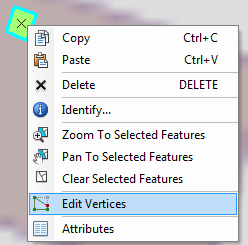 Copy Ctrl+C
Paste Ctrl+V
Delete DELETE
Identify...
Zoom To Selected Features
Pan To Selected Features
Clear Selected Features
Edit Vertices
Attributes